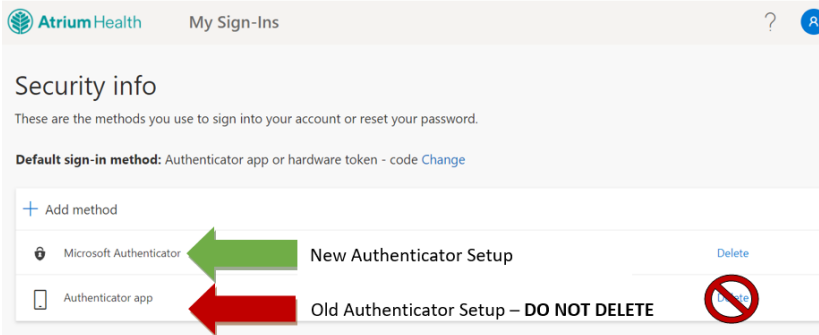 Atrium Health My Sign-Ins ?
Security info
These are the methods you use to sign into your account or reset your password.
Default sign-in method: Authenticator app or hardware token - code Change
+ Add method
Microsoft Authenticator New Authenticator Setup Delete
Authenticator app Old Authenticator Setup – DO NOT DELETE Delete